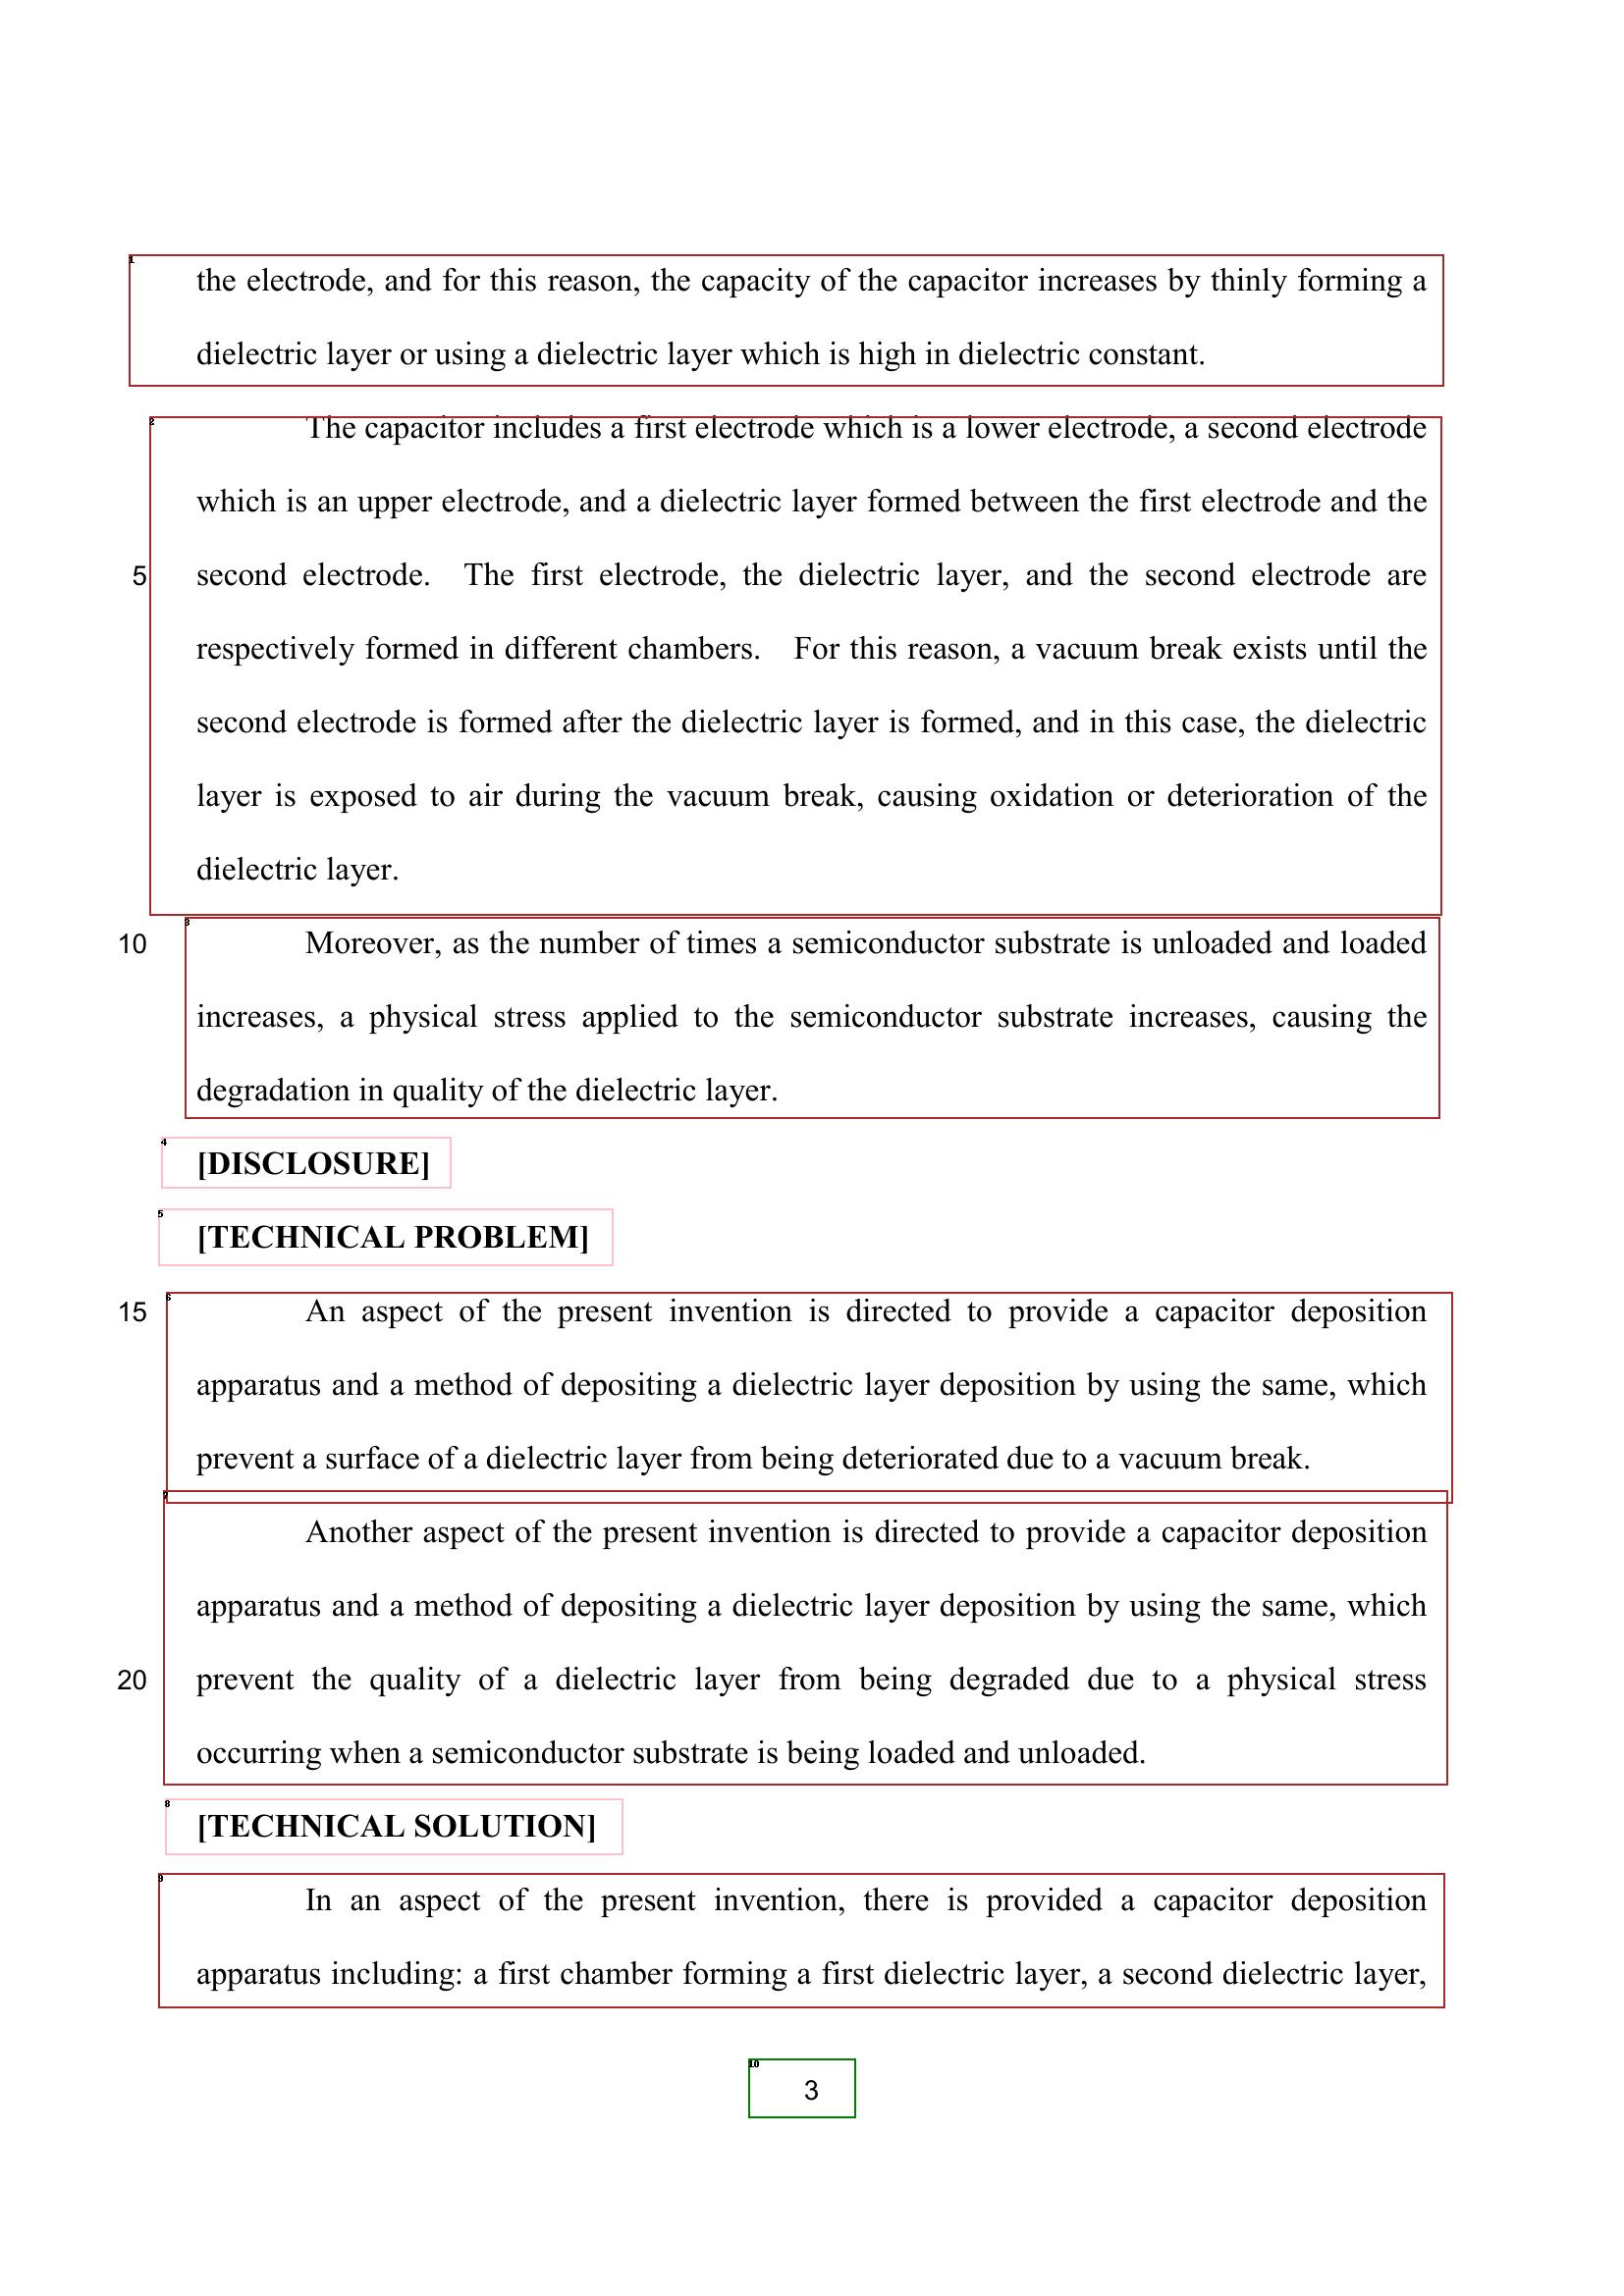 the electrode, and for this reason, the capacity of the capacitor increases by thinly forming a
dielectric layer or using a dielectric layer which is high in dielectric constant.
The capacitor includes a first electrode which is a lower electrode, a second electrode
which is an upper electrode, and a dielectric layer formed between the first electrode and the
5 second electrode. The first electrode, the dielectric layer, and the second electrode are
respectively formed in different chambers. For this reason, a vacuum break exists until the
second electrode is formed after the dielectric layer is formed, and in this case, the dielectric
layer is exposed to air during the vacuum break, causing oxidation or deterioration of the
dielectric layer.
10 Moreover, as the number of times a semiconductor substrate is unloaded and loaded
increases, a physical stress applied to the semiconductor substrate increases, causing the
degradation in quality of the dielectric layer.
[DISCLOSURE]
[TECHNICAL PROBLEM]
15 An aspect of the present invention is directed to provide a capacitor deposition
apparatus and a method of depositing a dielectric layer deposition by using the same, which
prevent a surface of a dielectric layer from being deteriorated due to a vacuum break.
Another aspect of the present invention is directed to provide a capacitor deposition
apparatus and a method of depositing a dielectric layer deposition by using the same, which
20 prevent the quality of a dielectric layer from being degraded due to a physical stress
occurring when a semiconductor substrate is being loaded and unloaded.
[TECHNICAL SOLUTION]
In an aspect of the present invention, there is provided a capacitor deposition
apparatus including: a first chamber forming a first dielectric layer, a second dielectric layer,
3